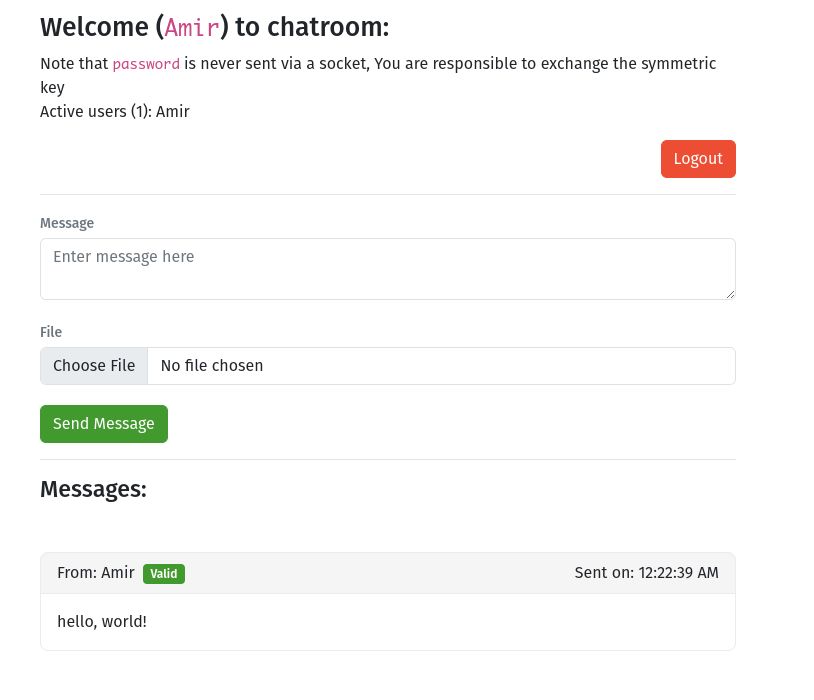 Welcome (Amir) to chatroom:
Note that password is never sent via a socket, You are responsible to exchange the symmetric
key
Active users (1): Amir
Logout
Message
Enter message here
File
Choose File No file chosen
Send Message
Messages:
From: Amir Valid Sent on: 12:22:39 AM
hello, world!